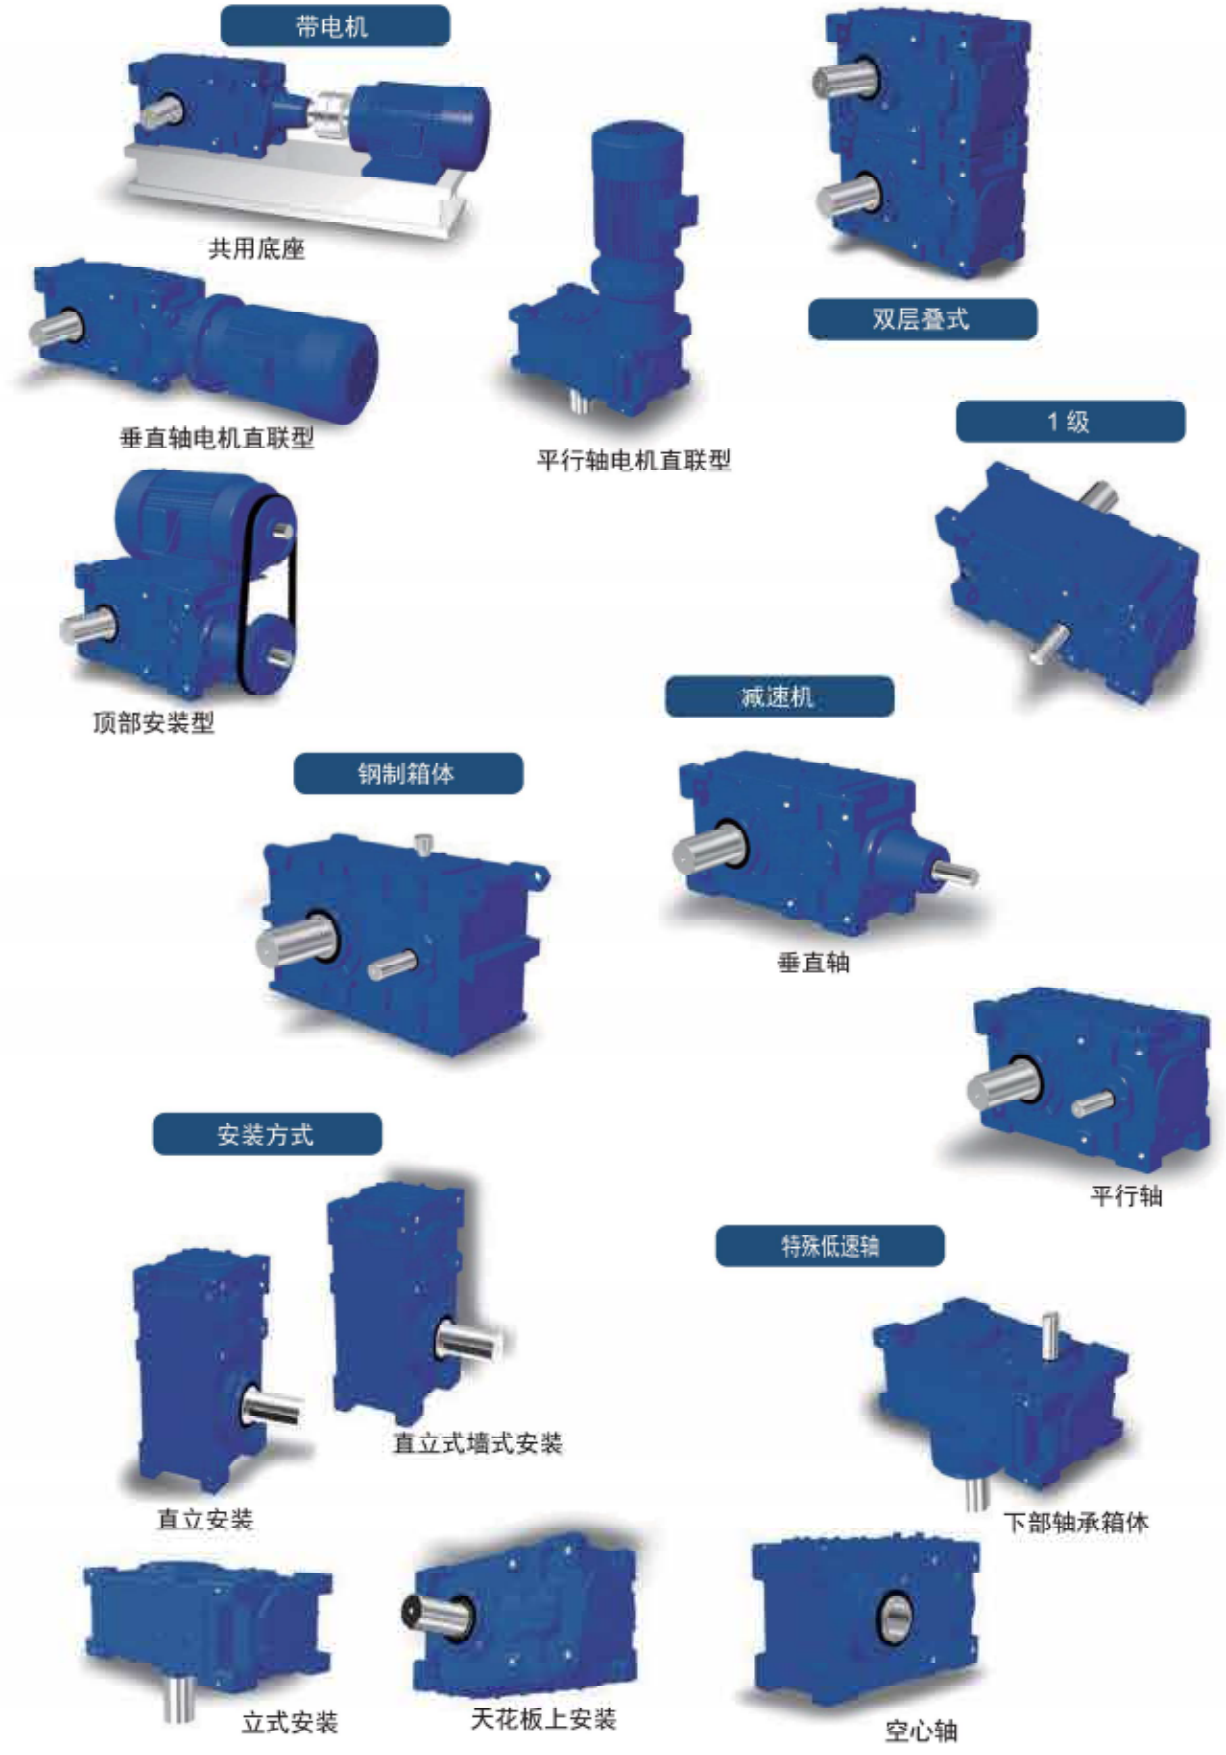 带电机
共用底座
双层叠式
垂直轴电机直联型
平行轴电机直联型
1级
顶部安装型
减速机
钢制箱体
垂直轴
安装方式
平行轴
特殊低速轴
直立式墙式安装
直立安装
下部轴承箱体
立式安装
天花板上安装
空心轴